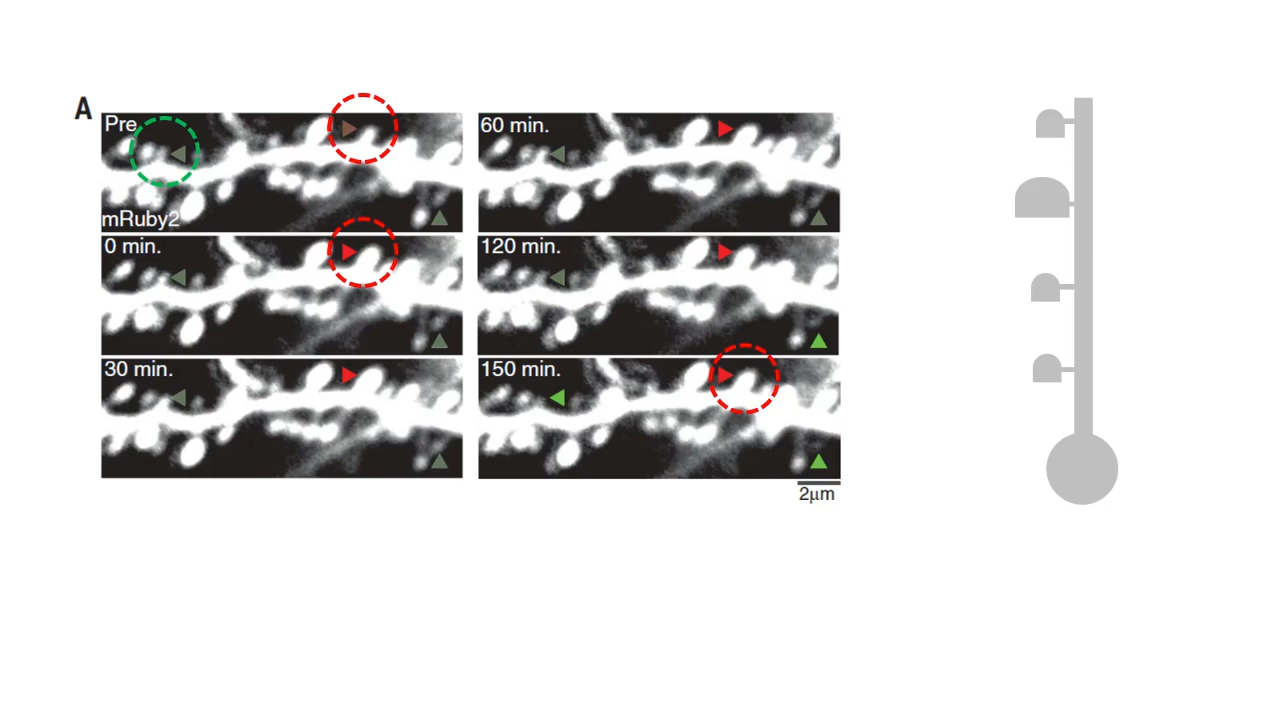 A
Pre
mRuby2
0 min.
30 min.
60 min.
120 min.
150 min.
2μm